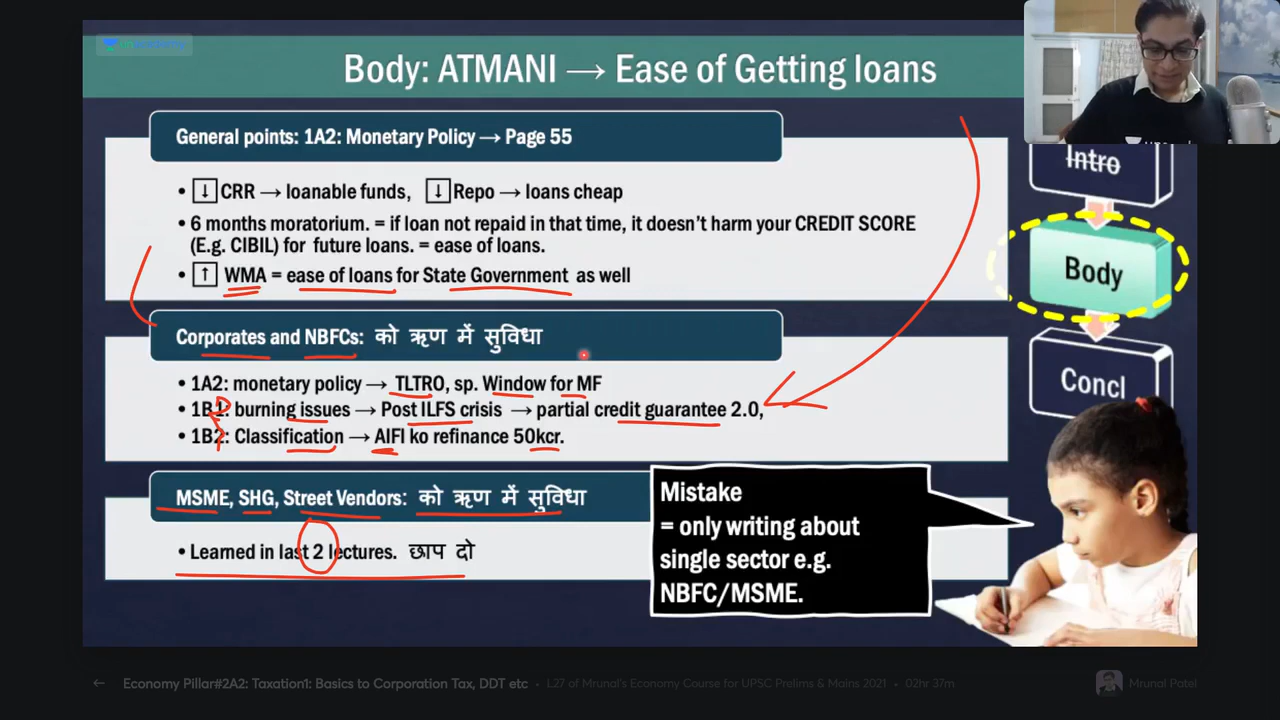 Body: ATMANI → Ease of Getting loans
General points: 1A2: Monetary Policy → Page 55
• ↓ CRR → loanable funds, ↓ Repo → loans cheap
• 6 months moratorium. = if loan not repaid in that time, it doesn't harm your CREDIT SCORE
(E.g. CIBIL) for future loans. = ease of loans.
• ↑ WMA = ease of loans for State Government as well
Corporates and NBFCs: को ऋण में सुविधा
• 1A2: monetary policy → TLTRO, sp. Window for MF
• 1B1: burning issues → Post ILFS crisis → partial credit guarantee 2.0,
• 1B2: Classification → AIFI ko refinance 50kcr.
MSME, SHG, Street Vendors: को ऋण में सुविधा
• Learned in last 2 lectures. छाप दो
Mistake
= only writing about
single sector e.g.
NBFC/MSME.
Intro
Body
Concl
← Economy Pillar#2A2: Taxation1: Basics to Corporation Tax, DDT etc • L27 of Mrunal's Economy Course for UPSC Prelims & Mains 2021 • 02hr 37m
Mrunal Patel